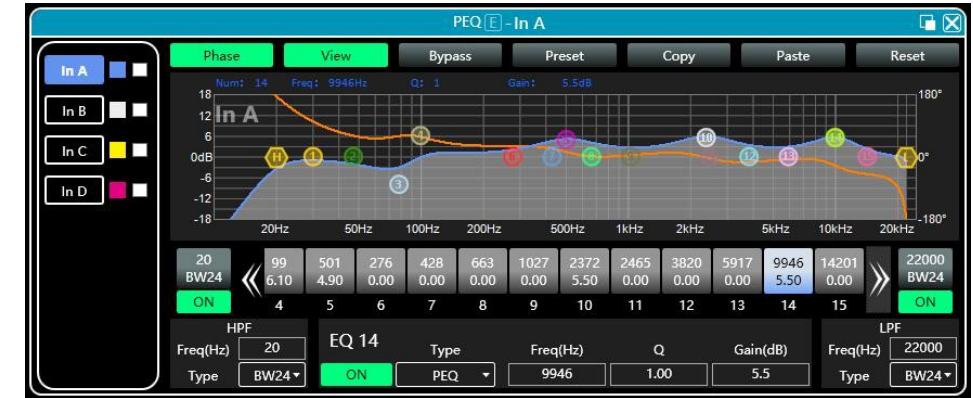 PEQ E - In A
Phase View Bypass Preset Copy Paste Reset
In A
In B
In C
In D
Num: 14 Freq: 9946Hz Q: 1 Gain: 5.5dB
In A
18
12
6
0dB
-6
-12
-18
180°
0°
-180°
H 1 2 3 4 5 6 7 8 9 10 12 13 14 15 L
20Hz 50Hz 100Hz 200Hz 500Hz 1kHz 2kHz 5kHz 10kHz 20kHz
20 99 501 276 428 663 1027 2372 2465 3820 5917 9946 14201 22000
BW24 6.10 4.90 0.00 0.00 0.00 0.00 5.50 0.00 0.00 0.00 5.50 0.00 BW24
ON 4 5 6 7 8 9 10 11 12 13 14 15 ON
HPF
Freq(Hz) 20
Type BW24
EQ 14 Type Freq(Hz) Q Gain(dB)
ON PEQ 9946 1.00 5.5
LPF
Freq(Hz) 22000
Type BW24